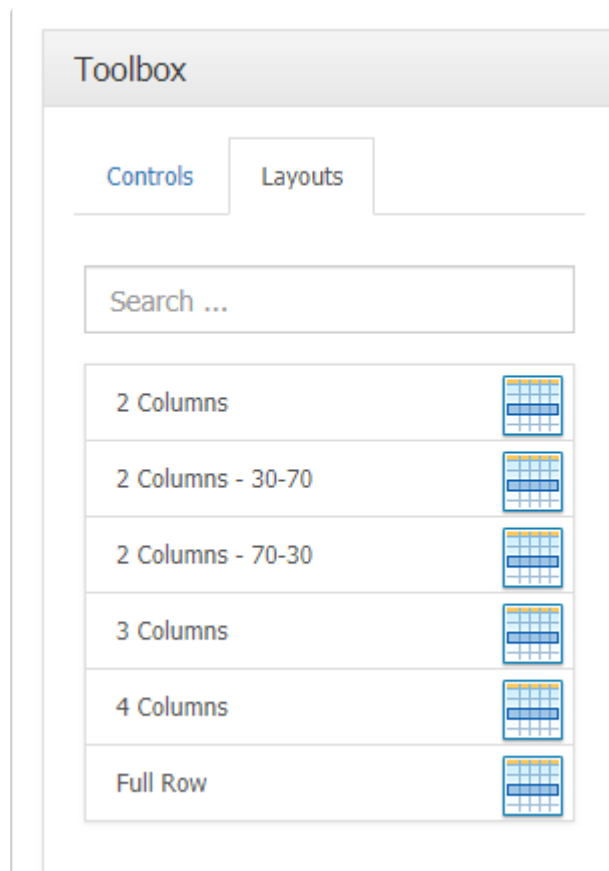 Toolbox
Controls Layouts
Search ...
2 Columns
2 Columns - 30-70
2 Columns - 70-30
3 Columns
4 Columns
Full Row